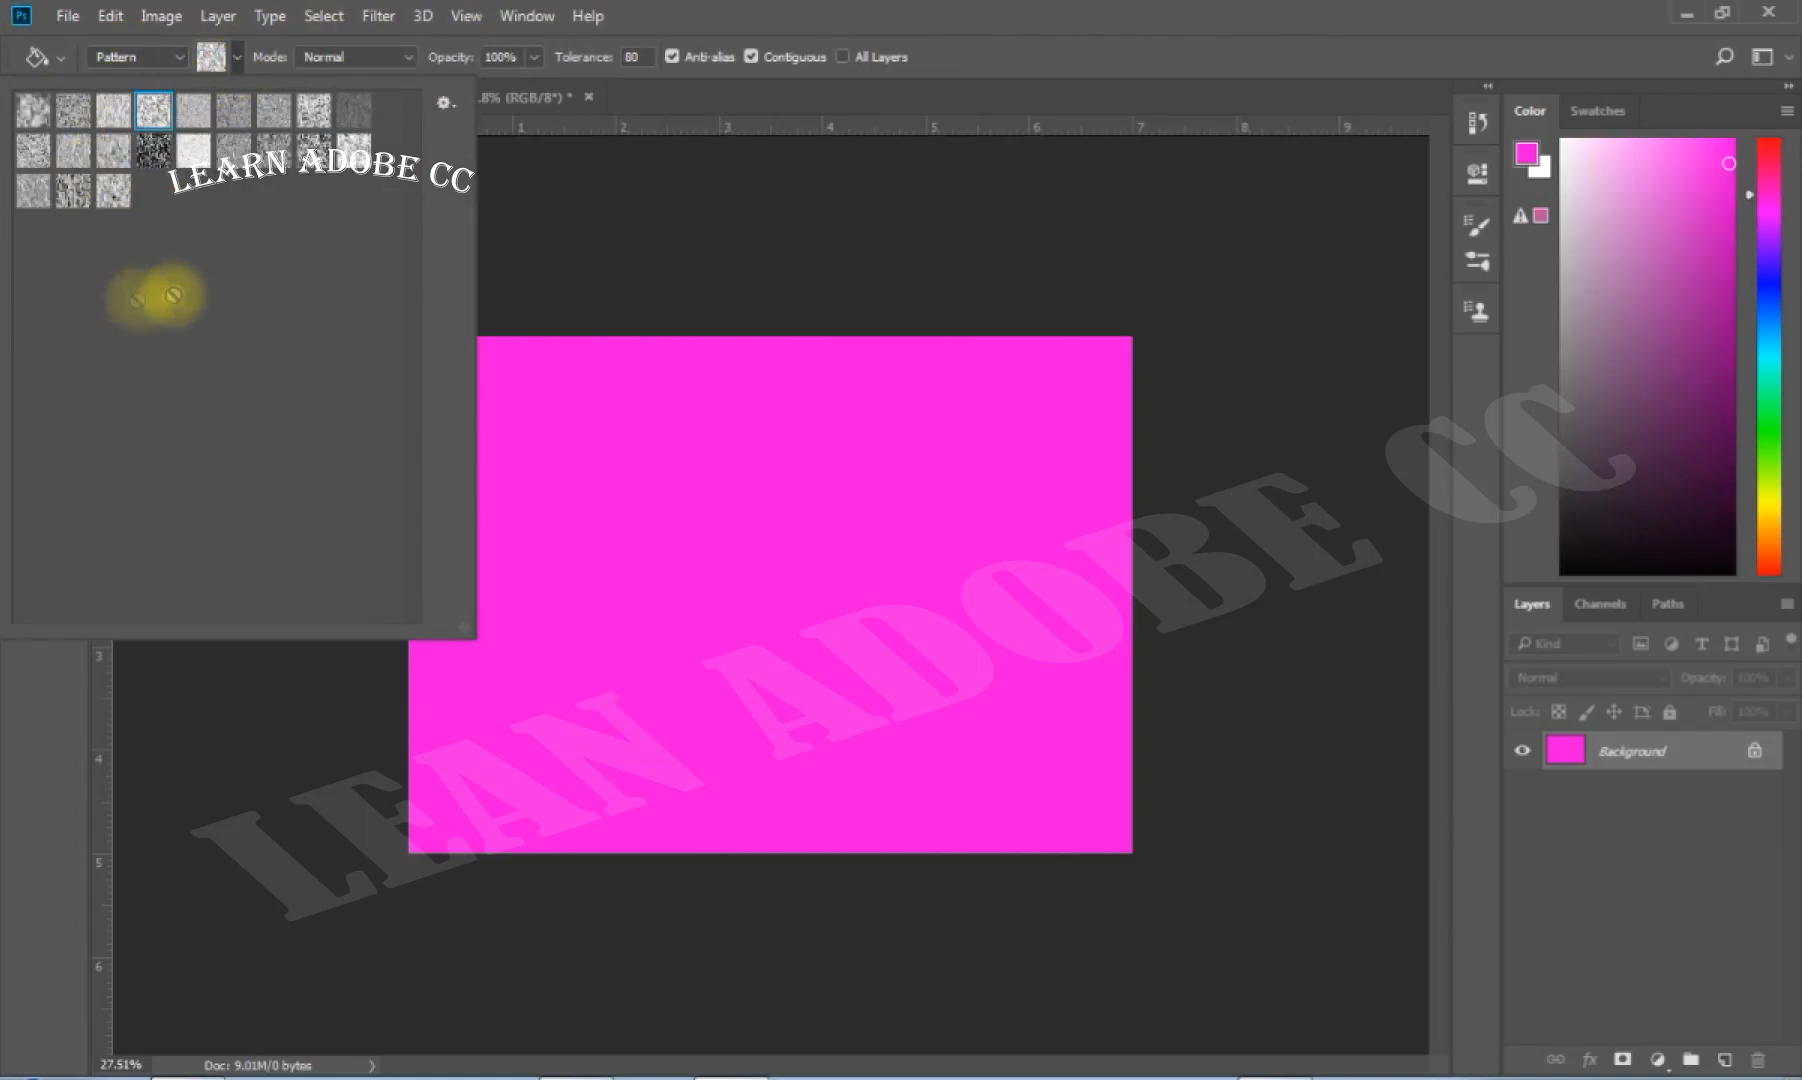 Ps File Edit Image Layer Type Select Filter 3D View Window Help
Pattern Mode: Normal Opacity: 100% Tolerance: 80 Anti-alias Contiguous All Layers
.8% (RGB/8*) *
1 2 3 4 5 6 7 8 9
LEARN ADOBE CC
Color Swatches
LEAN ADOBE CC
Layers Channels Paths
Kind
Normal Opacity: 100%
Lock: Fill: 100%
Background
3
4
5
6
fx
27.51% Doc: 9.01M/0 bytes